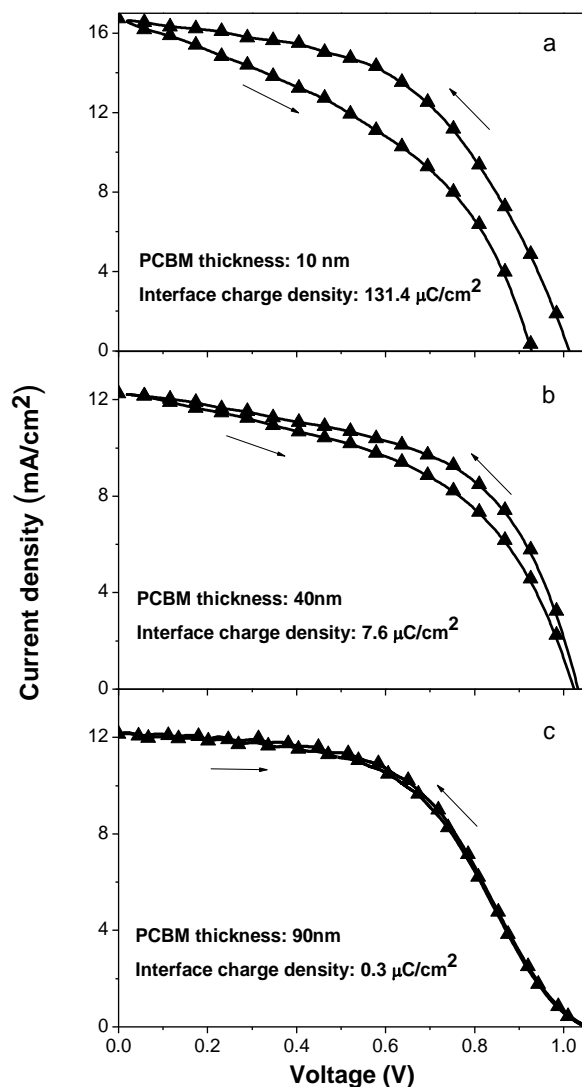 16
12
8
4
0
a
PCBM thickness: 10 nm
Interface charge density: 131.4 μC/cm²
12
8
4
0
b
PCBM thickness: 40nm
Interface charge density: 7.6 μC/cm²
12
8
4
0
c
PCBM thickness: 90nm
Interface charge density: 0.3 μC/cm²
0.0 0.2 0.4 0.6 0.8 1.0
Voltage (V)
Current density (mA/cm²)